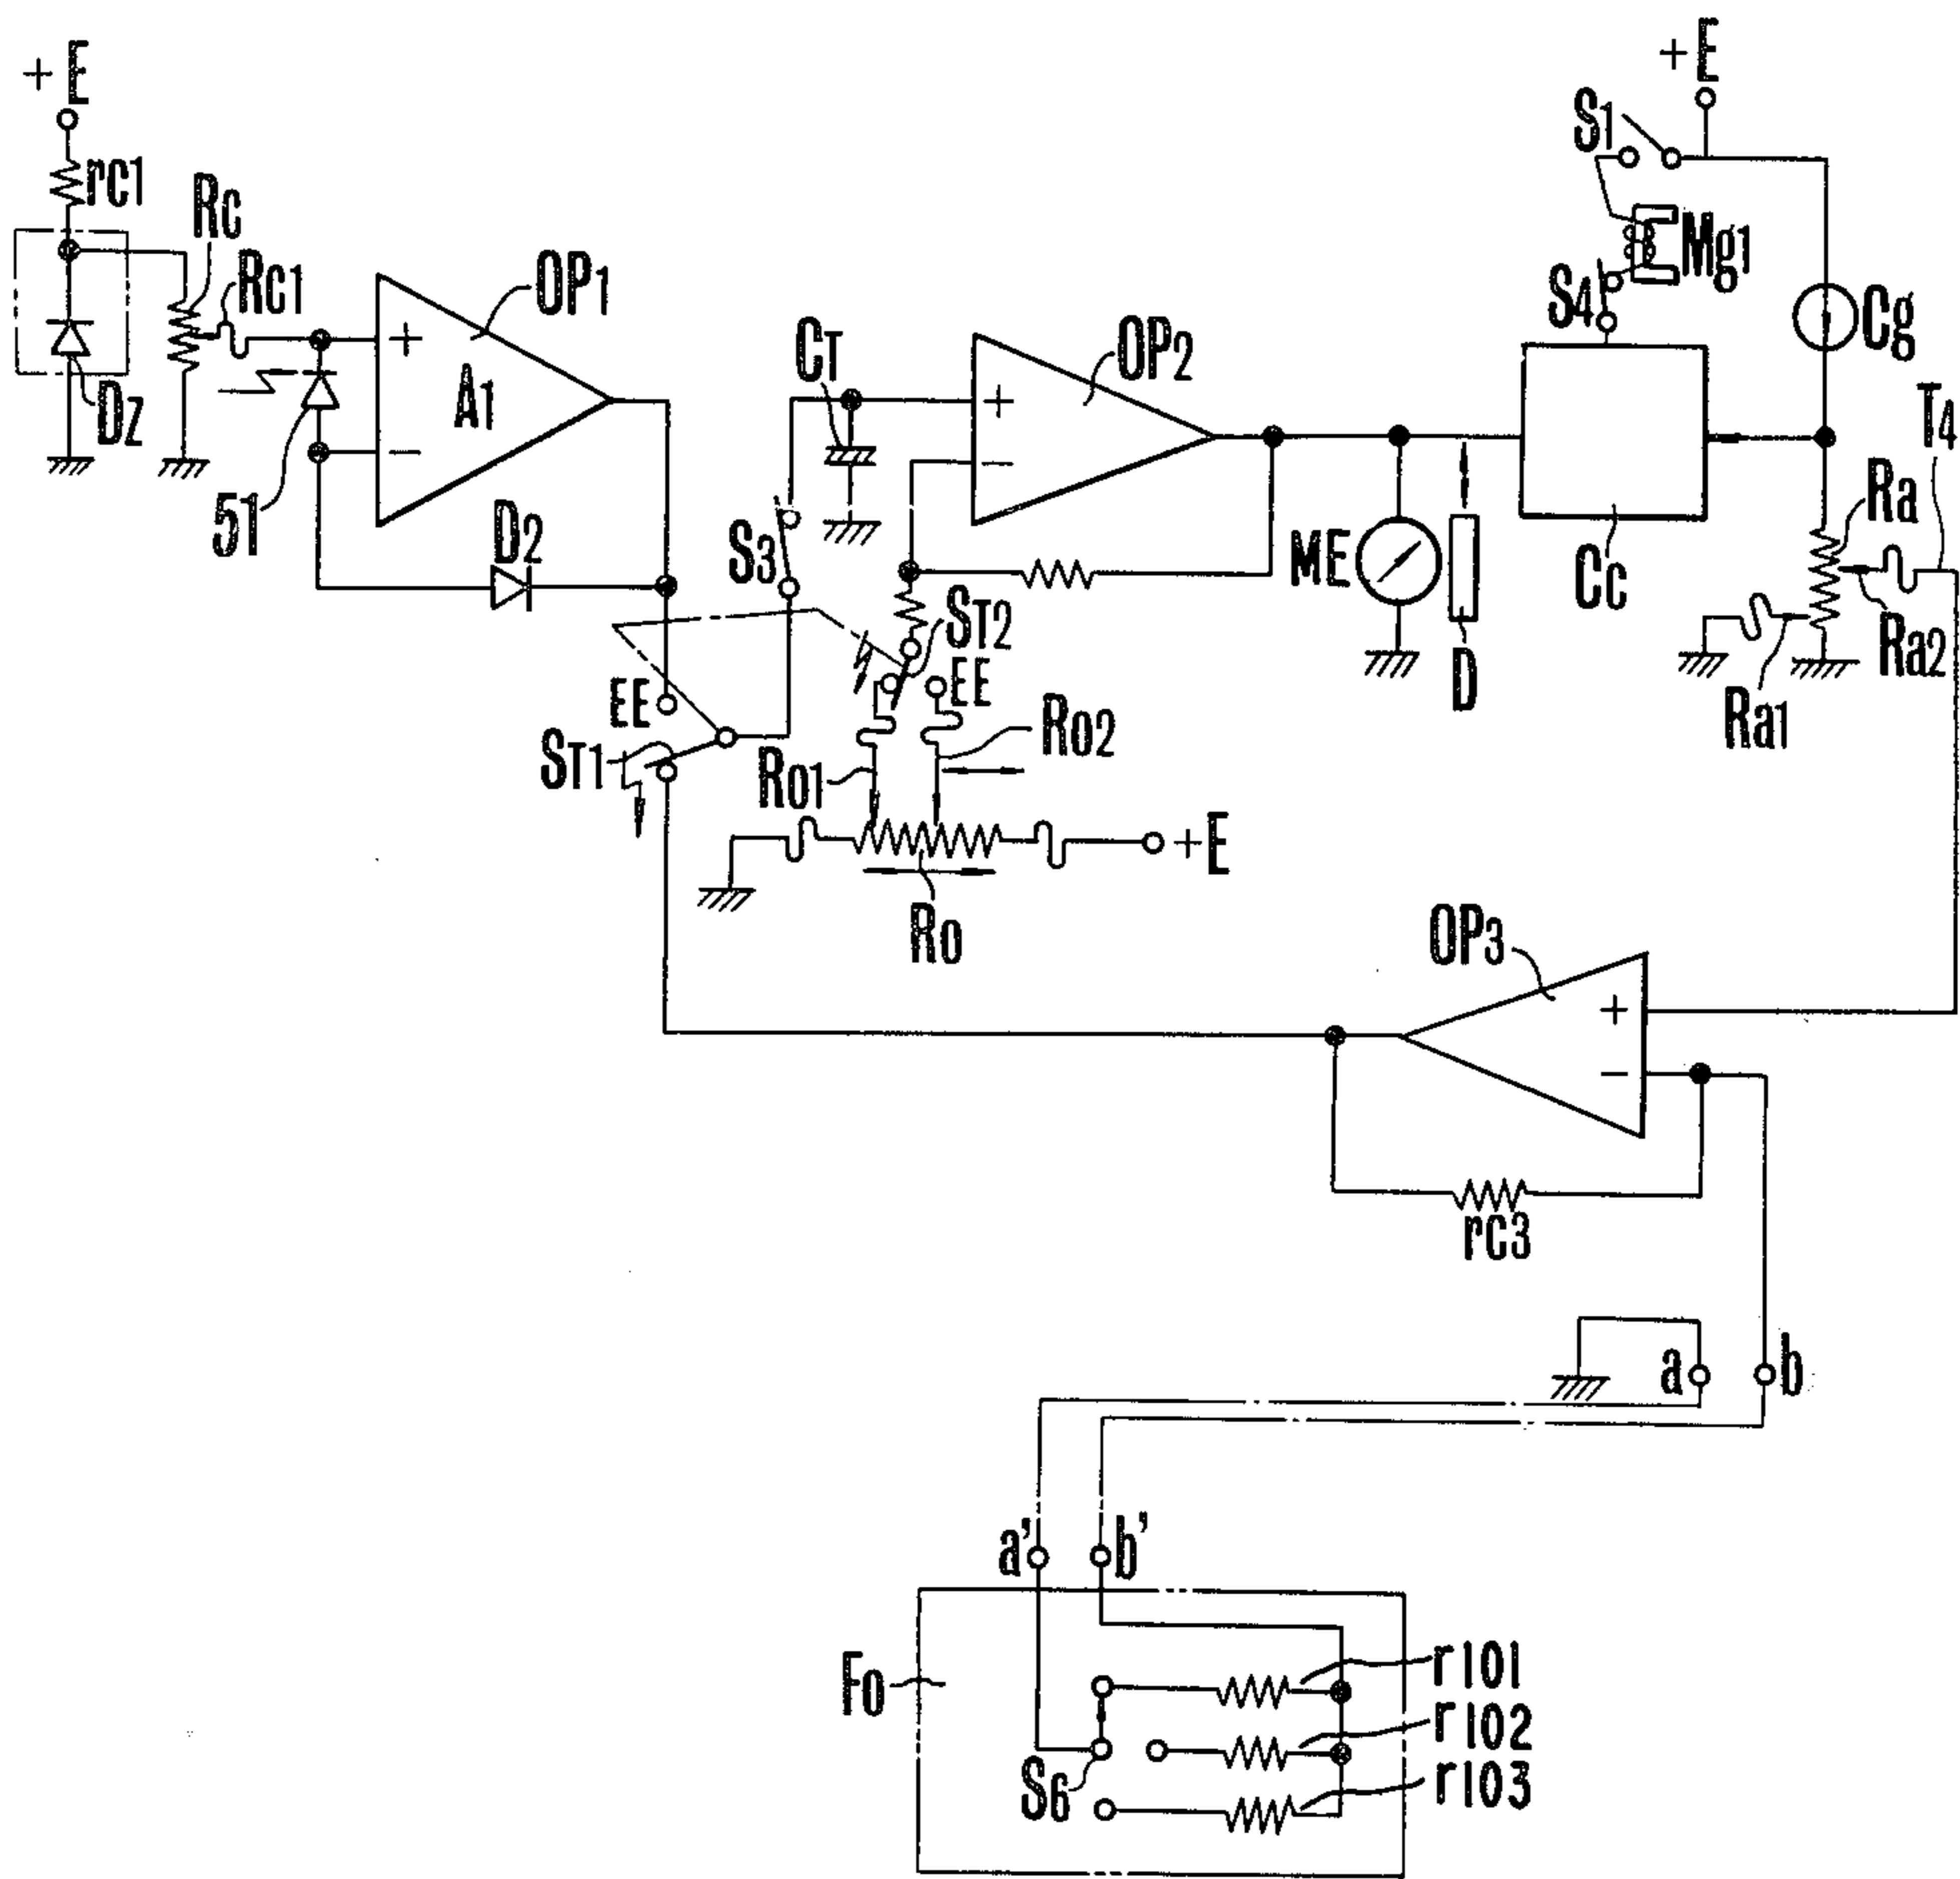 +E
+E
S1
rc1
Rc
Rc1
OP1
Mg1
S4
Cg
CT
OP2
+
A1
-
+
-
DZ
51
D2
S3
ME
D
Cc
T4
Ra
Ra2
Ra1
ST2
EE
EE
ST1
Ro1
Ro2
+E
Ro
OP3
+
-
rc3
a
b
a'
b'
Fo
r101
r102
r103
S6